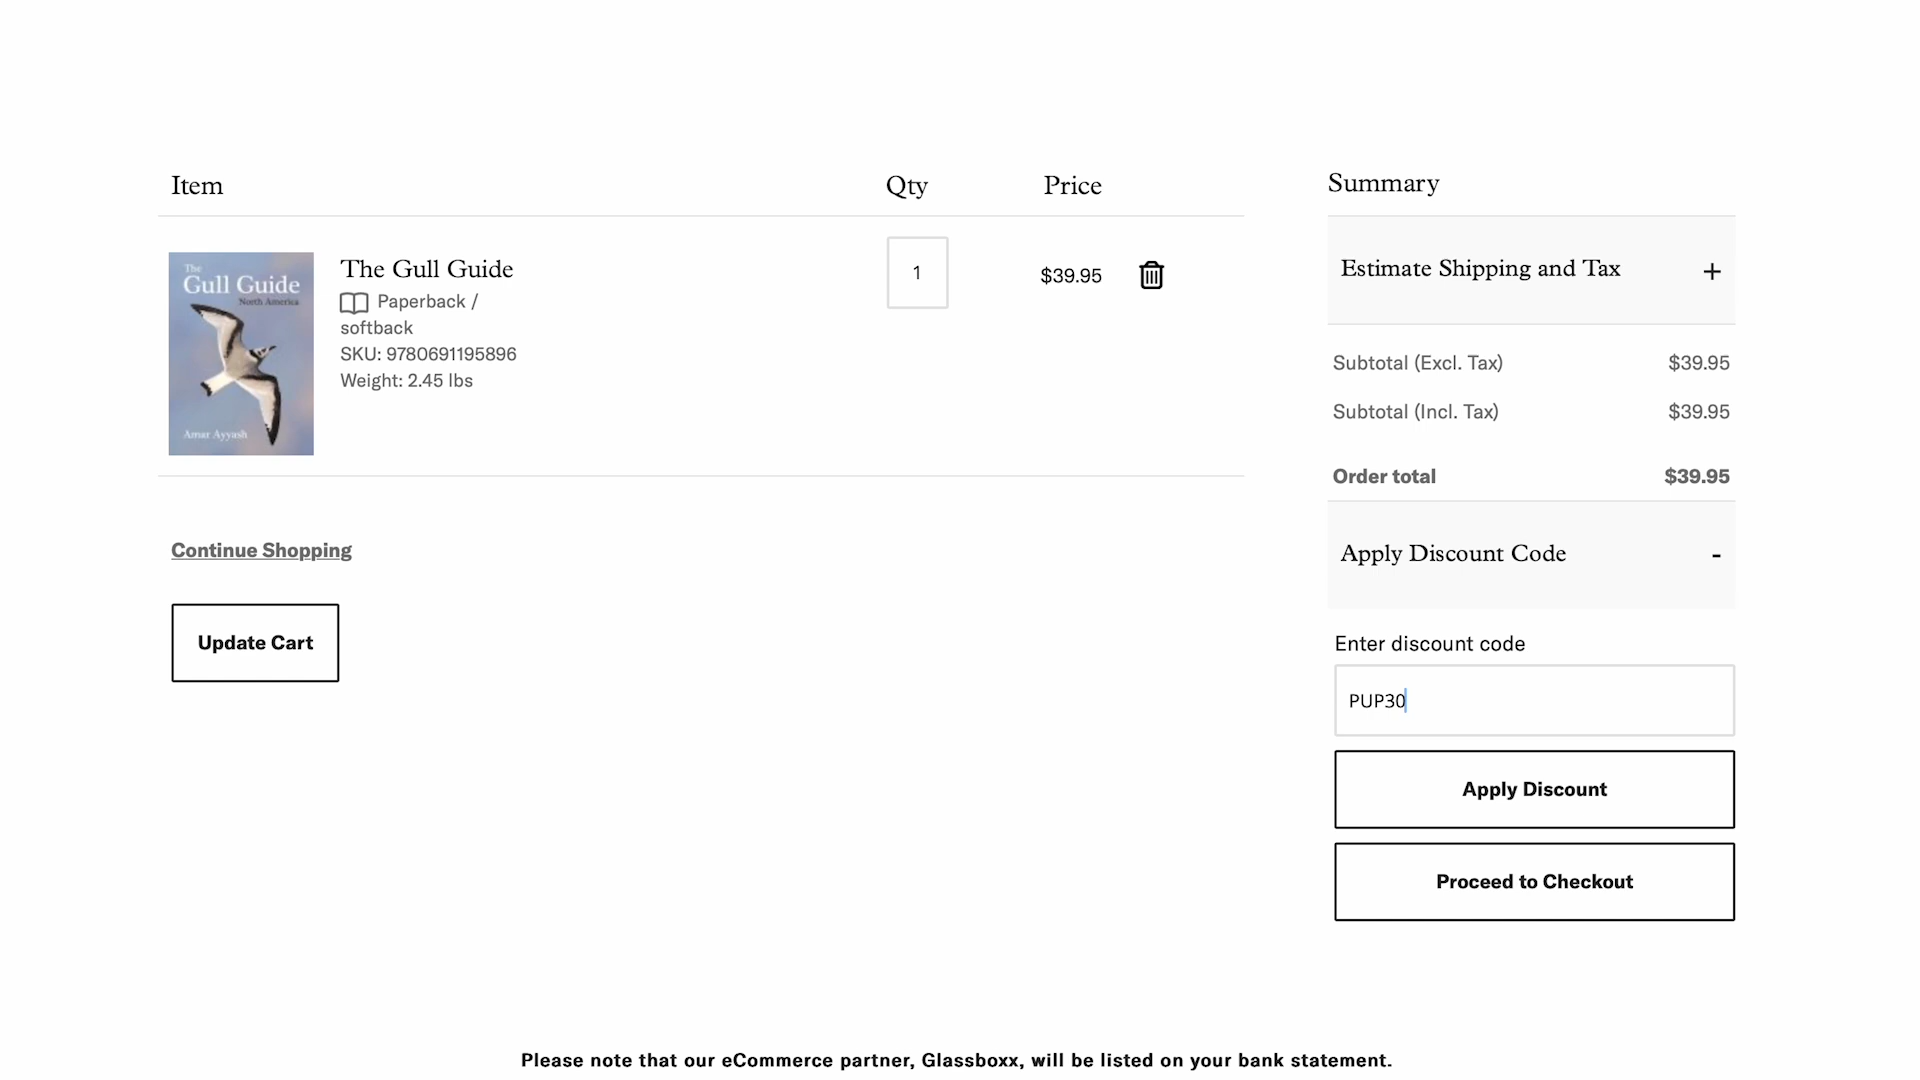 Item
Qty
Price
The
Gull Guide
North America
Amar Ayyash
The Gull Guide
Paperback /
softback
SKU: 9780691195896
Weight: 2.45 lbs
1
$39.95
Continue Shopping
Update Cart
Summary
Estimate Shipping and Tax +
Subtotal (Excl. Tax) $39.95
Subtotal (Incl. Tax) $39.95
Order total $39.95
Apply Discount Code -
Enter discount code
PUP30
Apply Discount
Proceed to Checkout
Please note that our eCommerce partner, Glassboxx, will be listed on your bank statement.